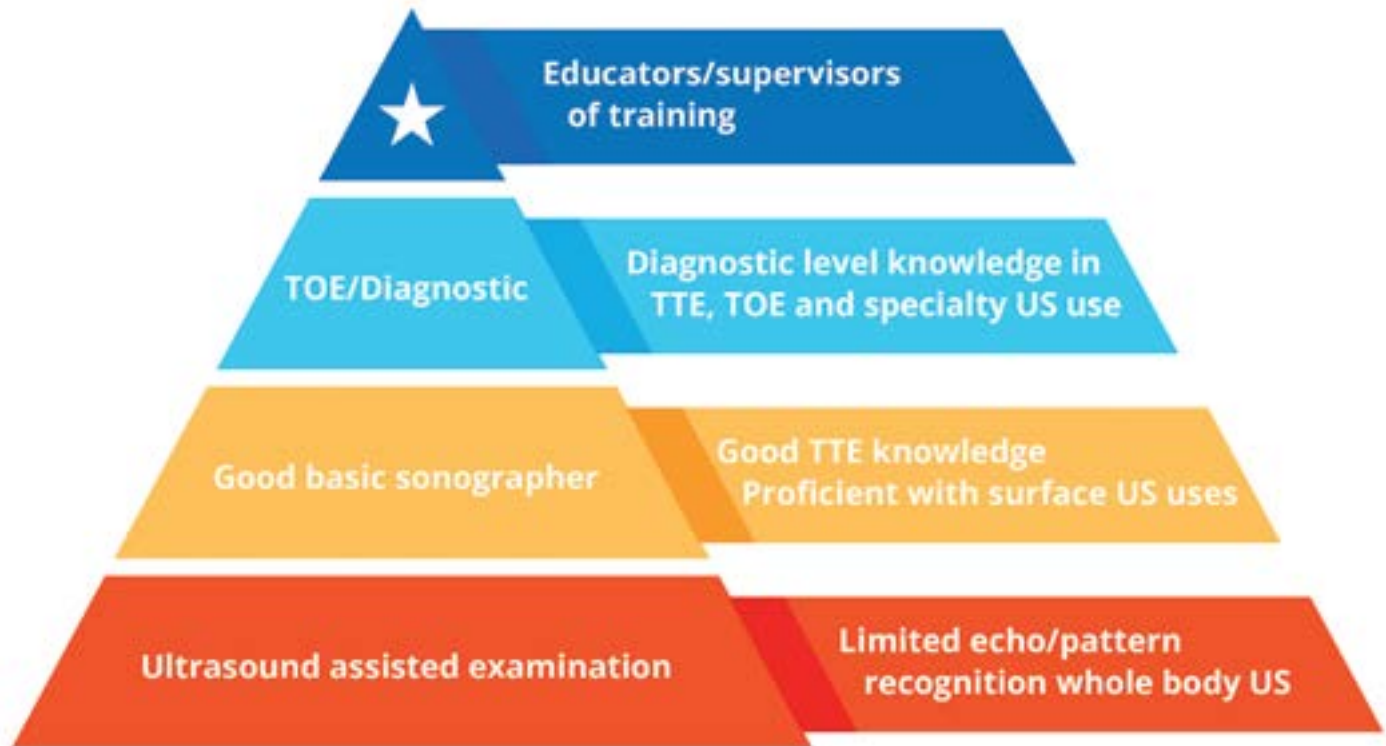 Educators/supervisors
of training
TOE/Diagnostic
Diagnostic level knowledge in
TTE, TOE and specialty US use
Good basic sonographer
Good TTE knowledge
Proficient with surface US uses
Ultrasound assisted examination
Limited echo/pattern
recognition whole body US